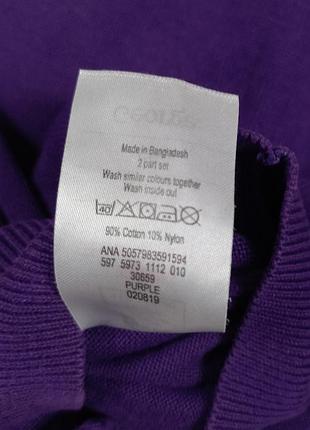 Made in Bangladesh
2 part set
Wash similar colours together
Wash inside out
40
90% Cotton 10% Nylon
ANA 5057983591594
597 5973 1112 010
30659
PURPLE
020819